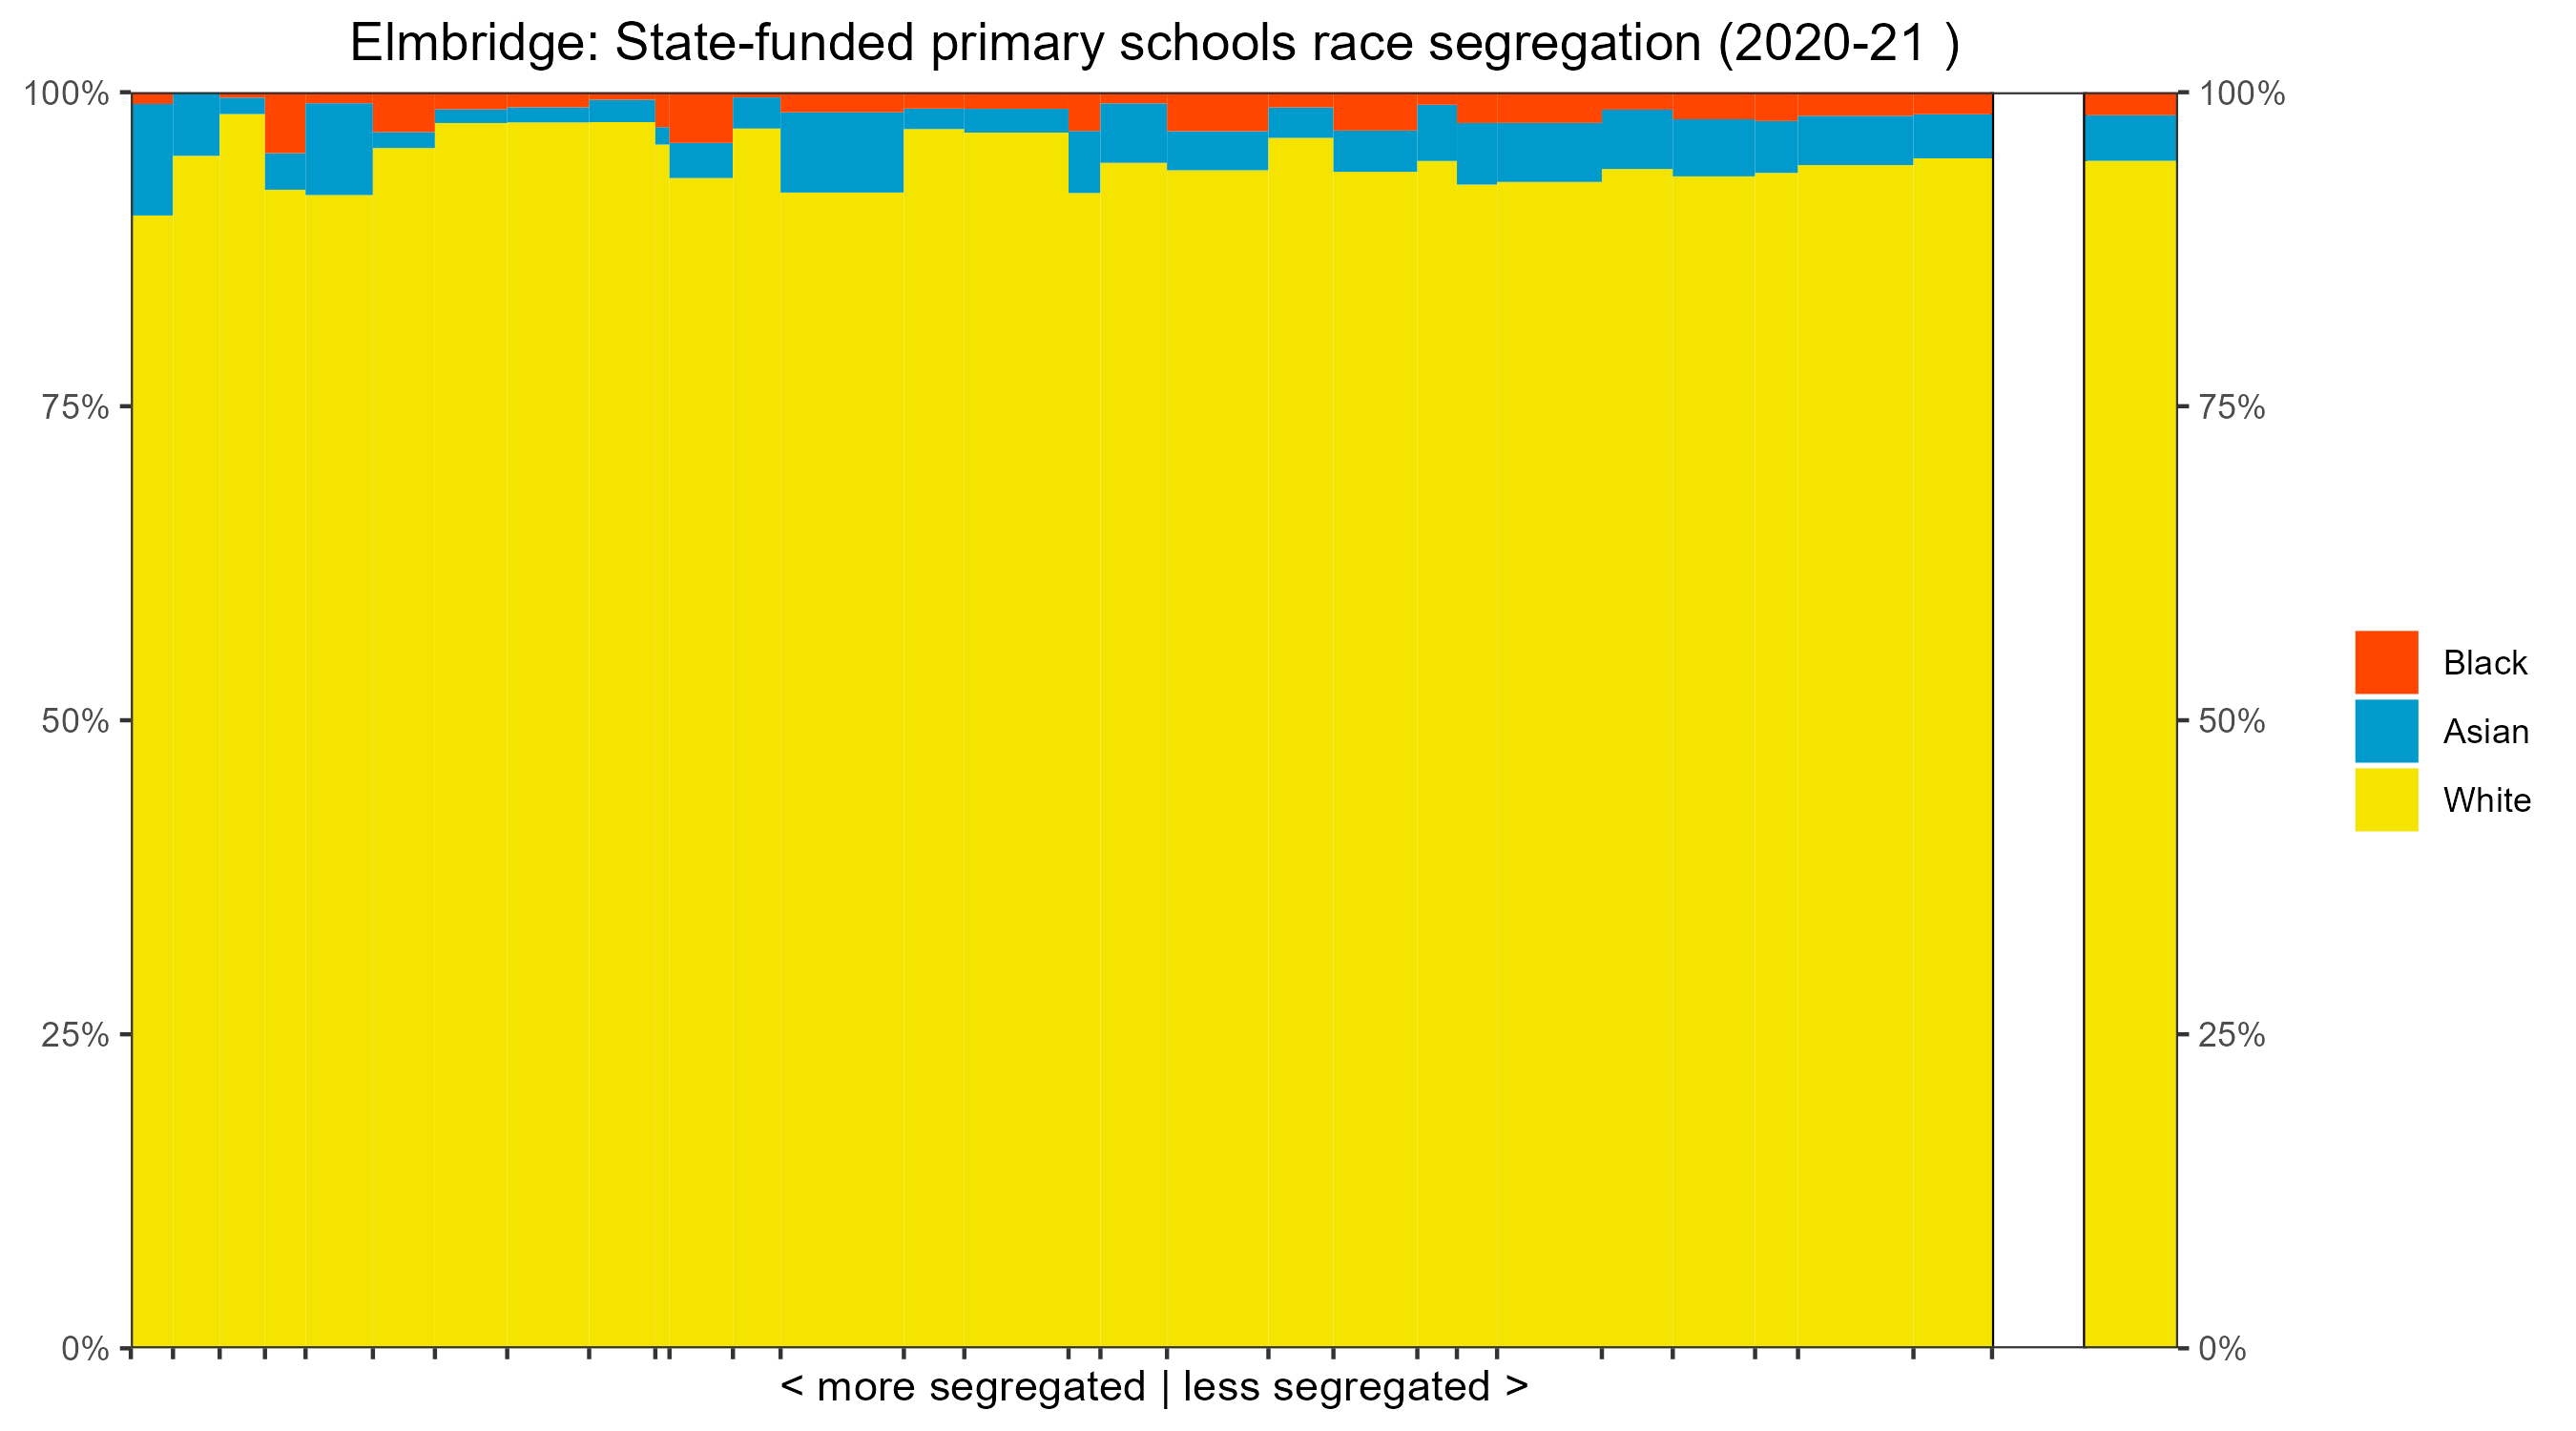 Elmbridge: State-funded primary schools race segregation (2020-21 )
100%
75%
50%
25%
0%
100%
75%
50%
25%
0%
Black
Asian
White
< more segregated | less segregated >